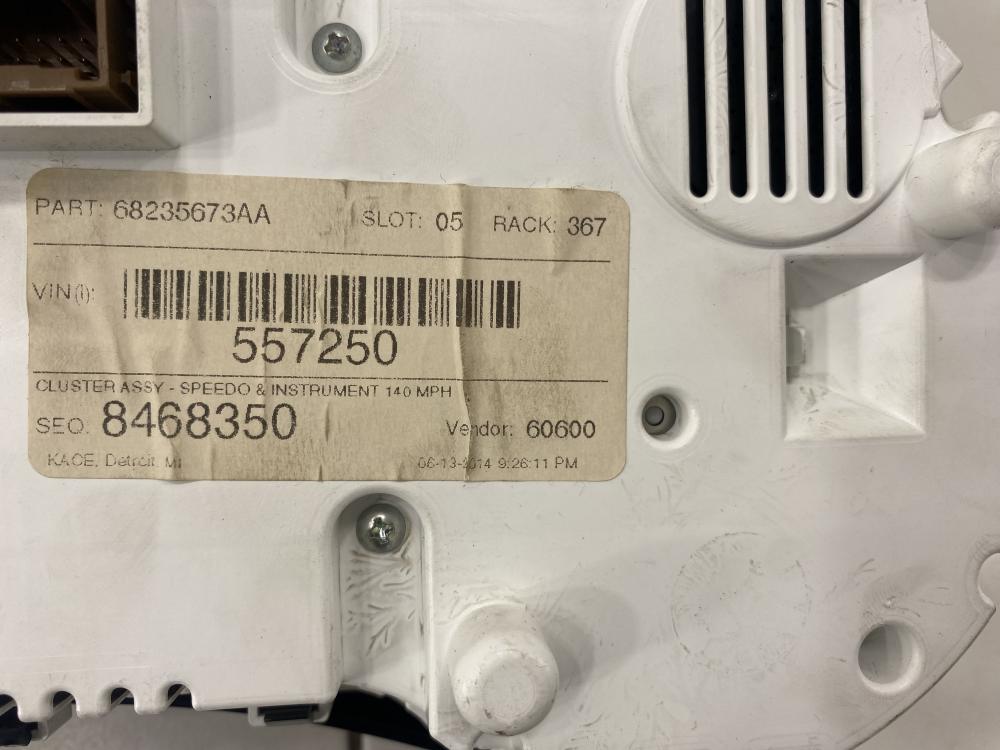 PART: 68235673AA SLOT: 05 RACK: 367
VIN(i):
557250
CLUSTER ASSY - SPEEDO & INSTRUMENT 140 MPH
SEQ: 8468350 Vendor: 60600
KACE, Detroit, MI 06-13-2014 9:26:11 PM